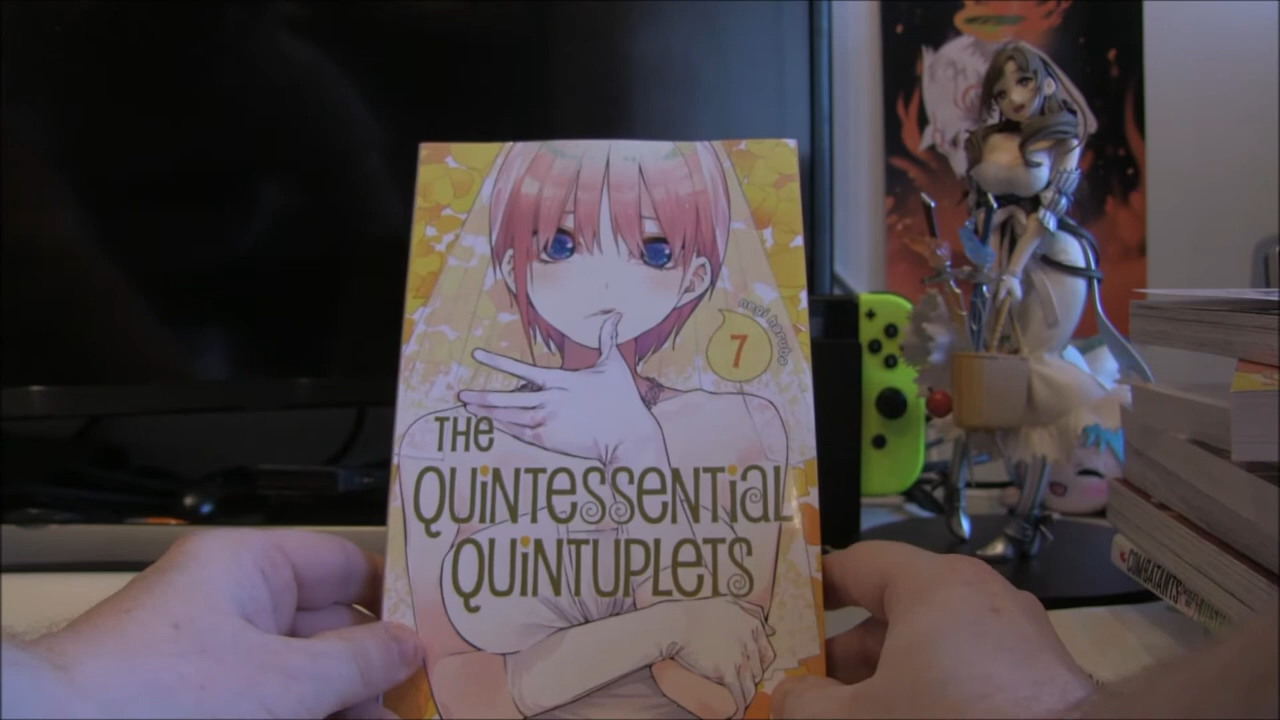 negi haruba
7
THE
QUINTESSENTIAL
QUINTUPLETS
COMBATANTS